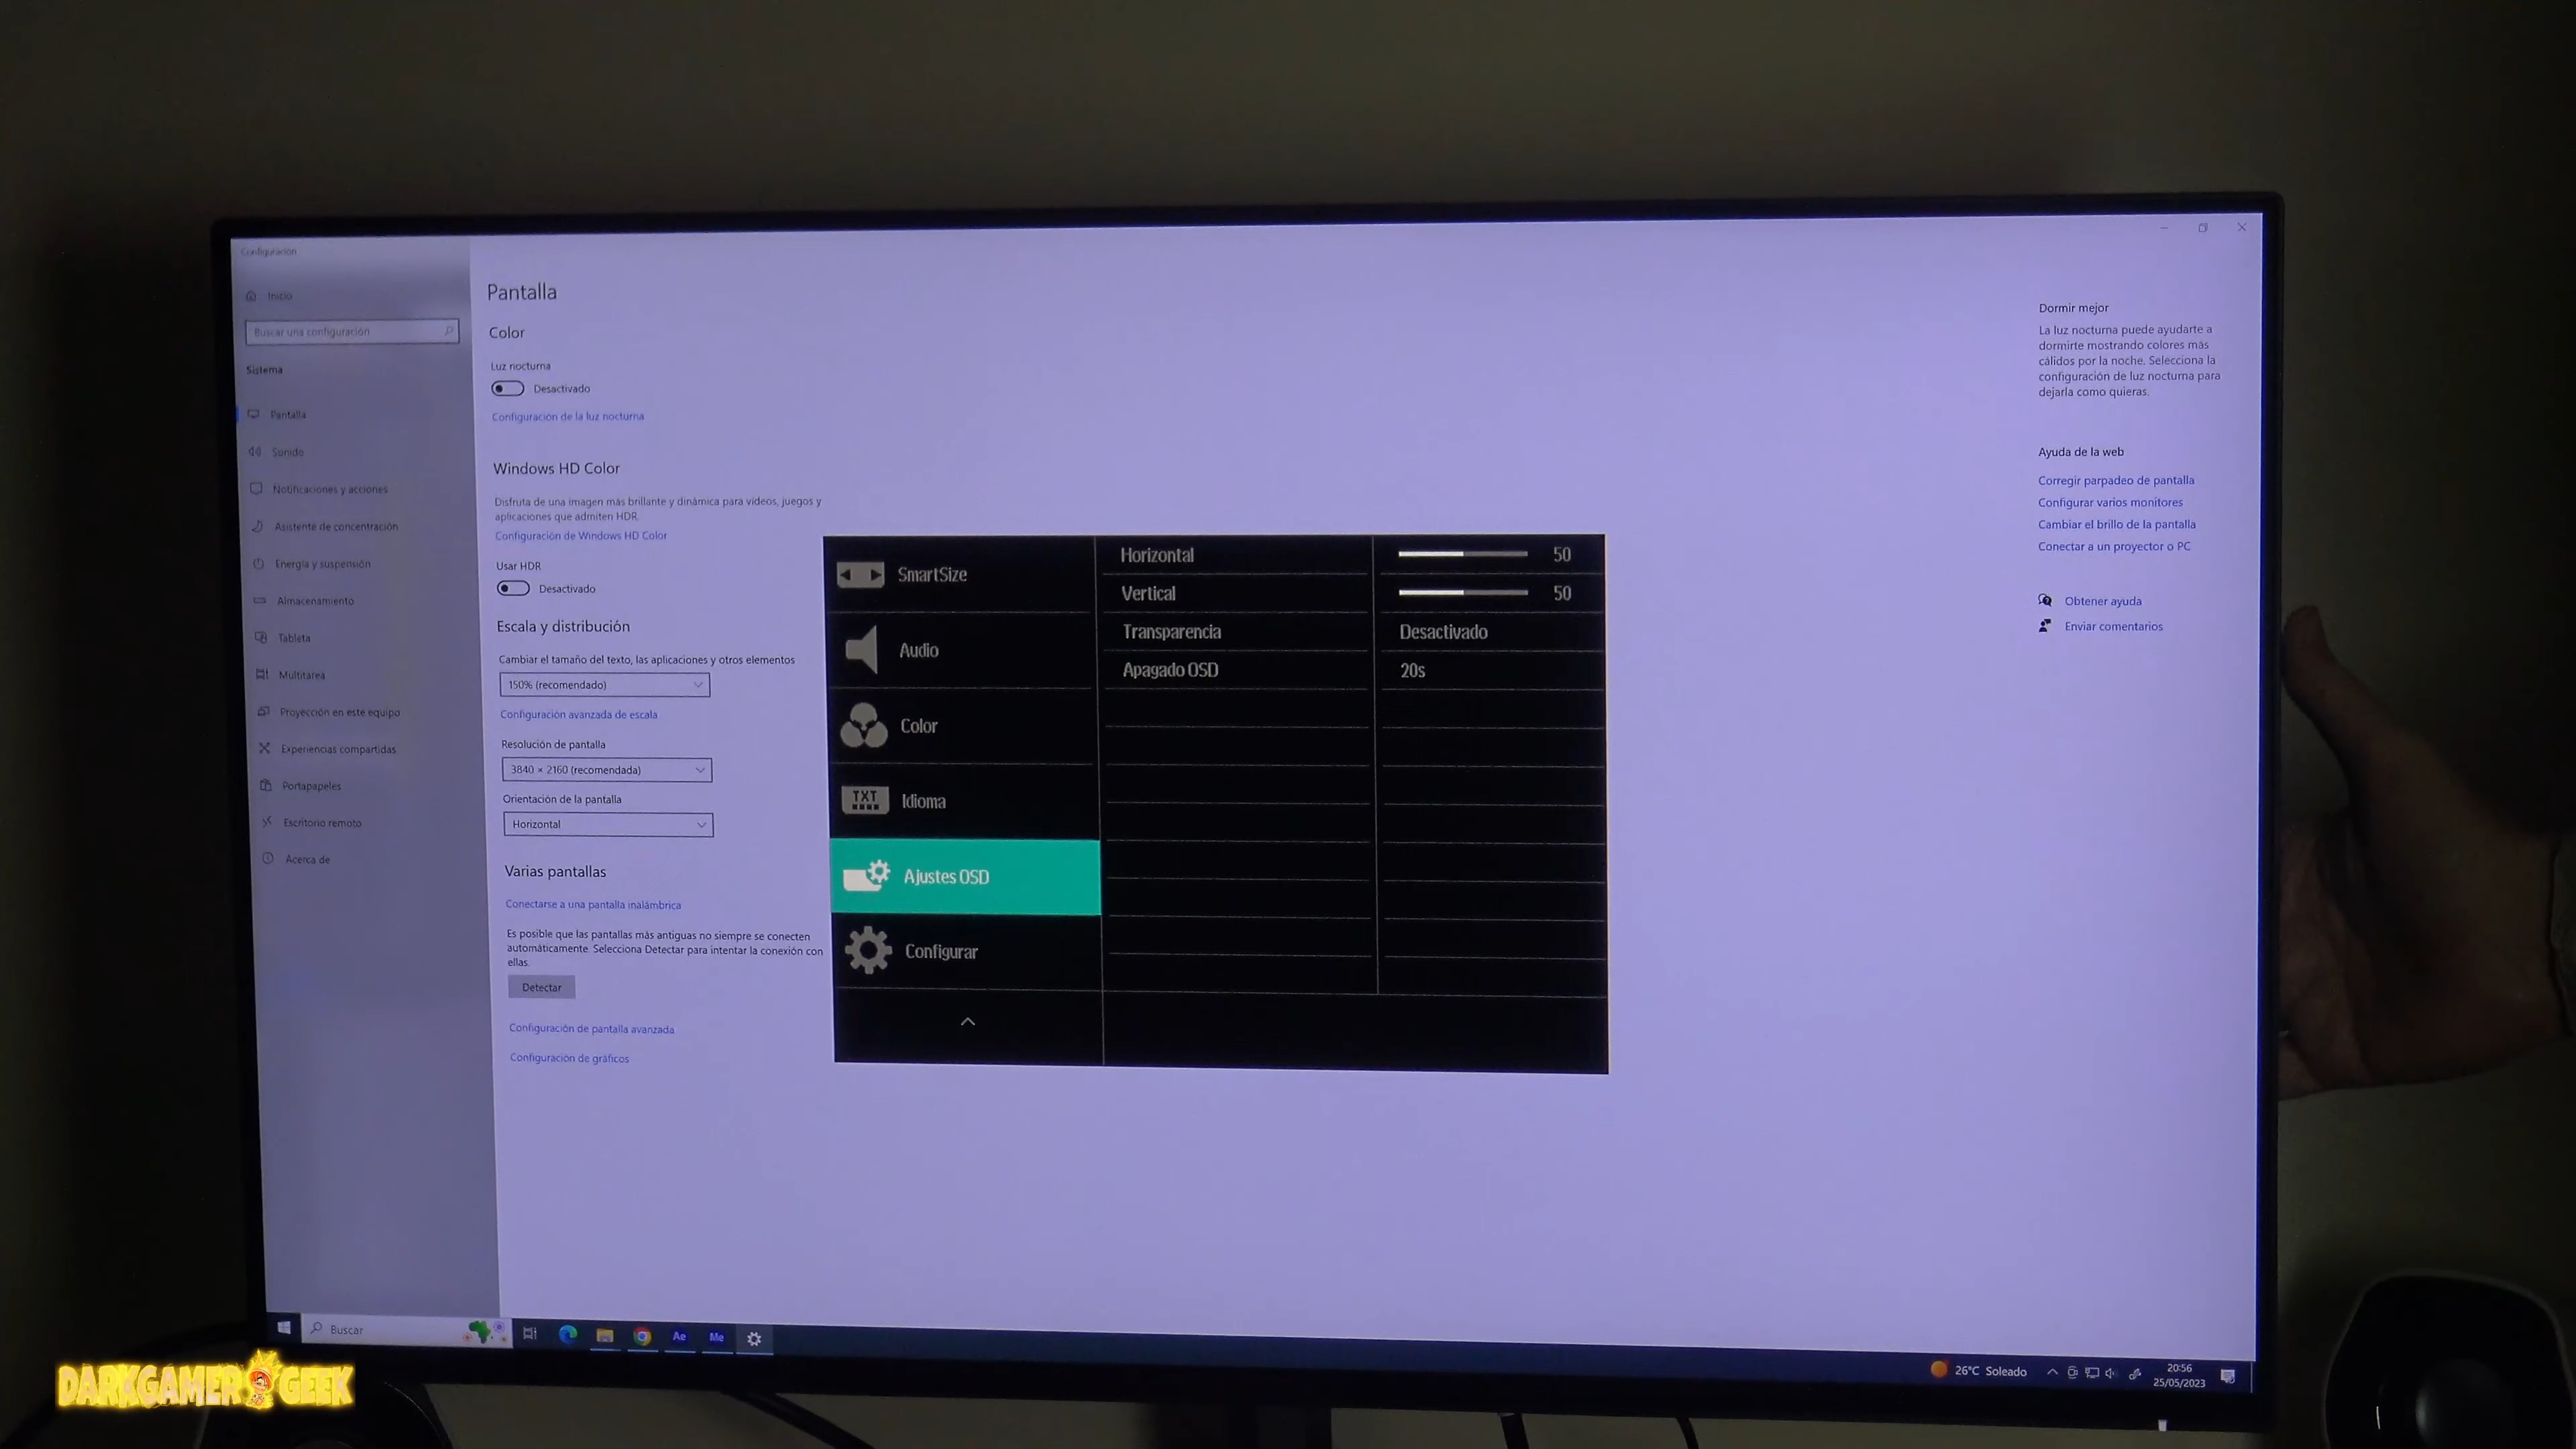 Configuración
Inicio
Buscar una configuración
Sistema
Pantalla
Sonido
Notificaciones y acciones
Asistente de concentración
Energía y suspensión
Almacenamiento
Tableta
Multitarea
Proyección en este equipo
Experiencias compartidas
Portapapeles
Escritorio remoto
Acerca de
Pantalla
Color
Luz nocturna
Desactivado
Configuración de la luz nocturna
Windows HD Color
Disfruta de una imagen más brillante y dinámica para vídeos, juegos y
aplicaciones que admiten HDR.
Configuración de Windows HD Color
Usar HDR
Desactivado
Escala y distribución
Cambiar el tamaño del texto, las aplicaciones y otros elementos
150% (recomendado)
Configuración avanzada de escala
Resolución de pantalla
3840 × 2160 (recomendada)
Orientación de la pantalla
Horizontal
Varias pantallas
Conectarse a una pantalla inalámbrica
Es posible que las pantallas más antiguas no siempre se conecten
automáticamente. Selecciona Detectar para intentar la conexión con
ellas.
Detectar
Configuración de pantalla avanzada
Configuración de gráficos
SmartSize
Audio
Color
TXT
Idioma
Ajustes OSD
Configurar
Horizontal 50
Vertical 50
Transparencia Desactivado
Apagado OSD 20s
Dormir mejor
La luz nocturna puede ayudarte a
dormirte mostrando colores más
cálidos por la noche. Selecciona la
configuración de luz nocturna para
dejarla como quieras.
Ayuda de la web
Corregir parpadeo de pantalla
Configurar varios monitores
Cambiar el brillo de la pantalla
Conectar a un proyector o PC
Obtener ayuda
Enviar comentarios
Buscar
Ae
Me
26°C Soleado
20:56
25/05/2023
DARKGAMER GEEK